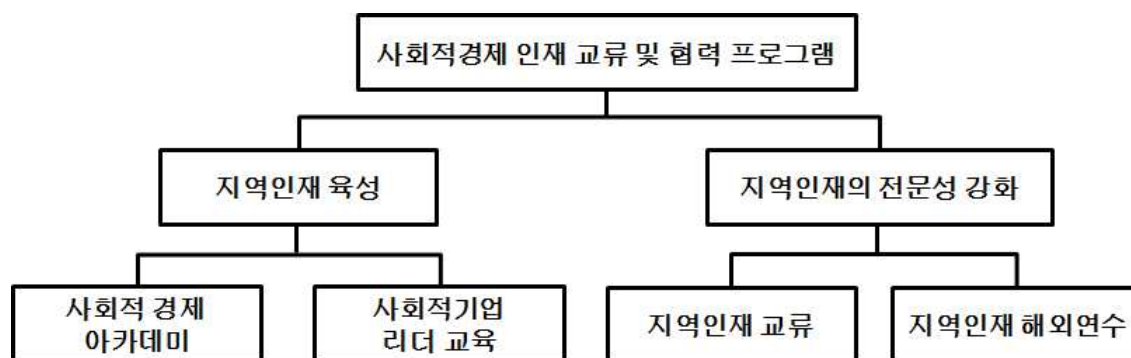 사회적경제 인재 교류 및 협력 프로그램
지역인재 육성
지역인재의 전문성 강화
사회적 경제
아카데미
사회적기업
리더 교육
지역인재 교류
지역인재 해외연수